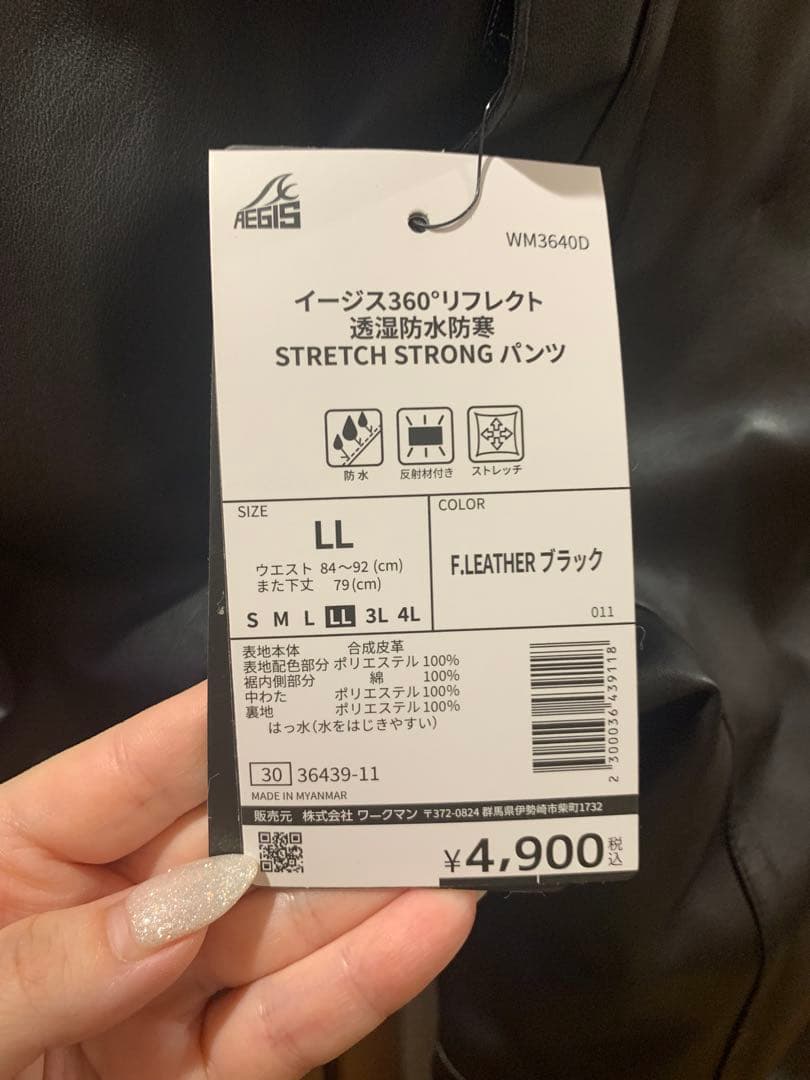 AEGIS
WM3640D
イージス360°リフレクト
透湿防水防寒
STRETCH STRONG パンツ
防水
反射材付き
ストレッチ
SIZE
LL
ウエスト 84～92 (cm)
また下丈 79(cm)
S M L LL 3L 4L
COLOR
F.LEATHER ブラック
011
表地本体 合成皮革
表地配色部分 ポリエステル 100%
裾内側部分 綿 100%
中わた ポリエステル 100%
裏地 ポリエステル 100%
はっ水(水をはじきやすい)
30 36439-11
MADE IN MYANMAR
2 300036 439118
販売元 株式会社 ワークマン 〒372-0824 群馬県伊勢崎市柴町1732
¥4,900税込